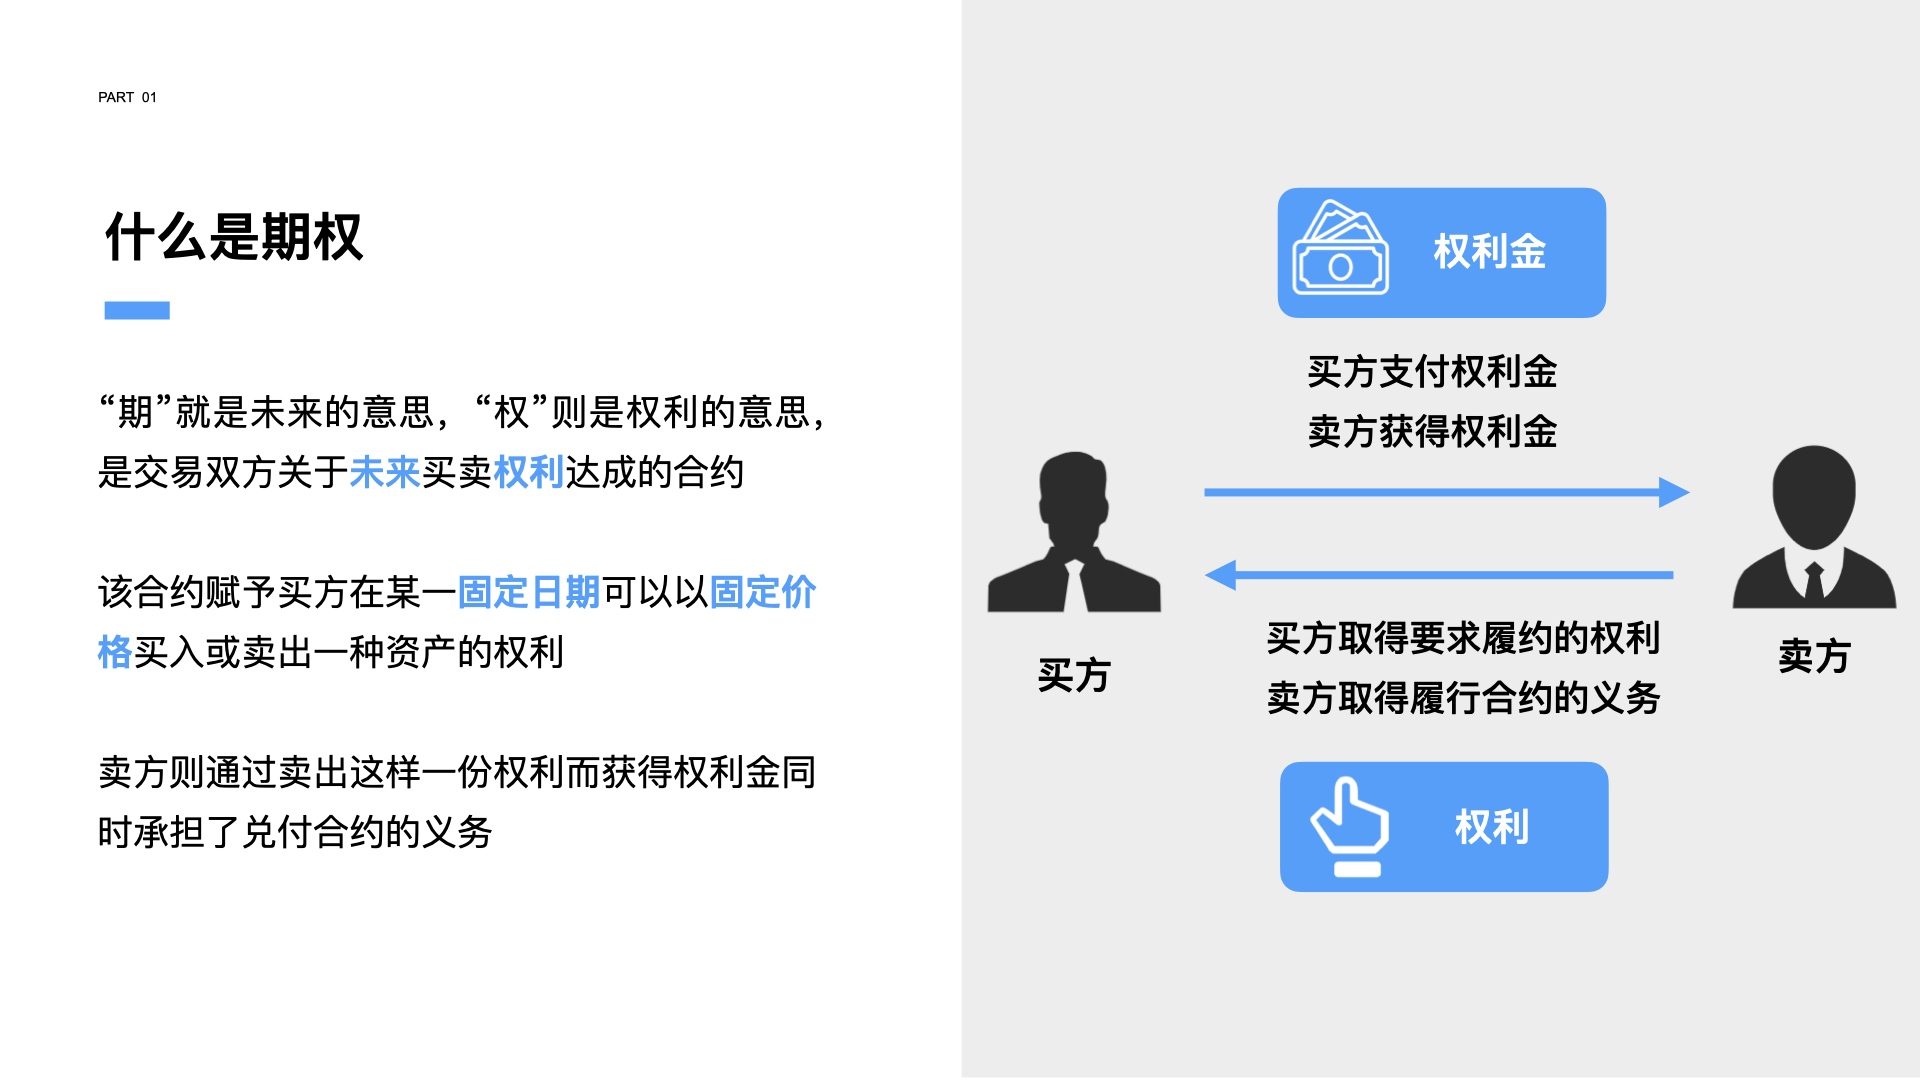 PART 01
什么是期权
“期”就是未来的意思，“权”则是权利的意思，
是交易双方关于未来买卖权利达成的合约
该合约赋予买方在某一固定日期可以以固定价
格买入或卖出一种资产的权利
卖方则通过卖出这样一份权利而获得权利金同
时承担了兑付合约的义务
权利金
买方支付权利金
卖方获得权利金
买方
卖方
买方取得要求履约的权利
卖方取得履行合约的义务
权利